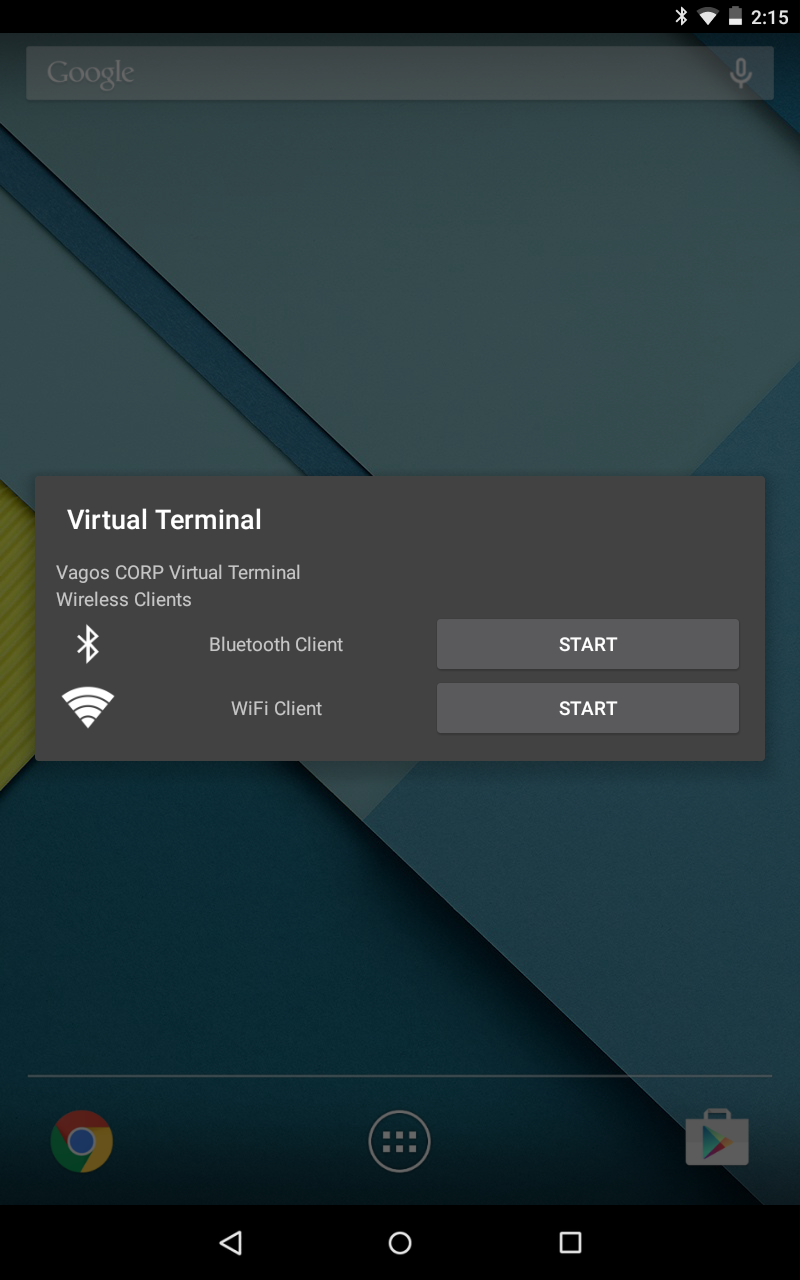 2:15
Google
Virtual Terminal
Vagos CORP Virtual Terminal
Wireless Clients
Bluetooth Client START
WiFi Client START